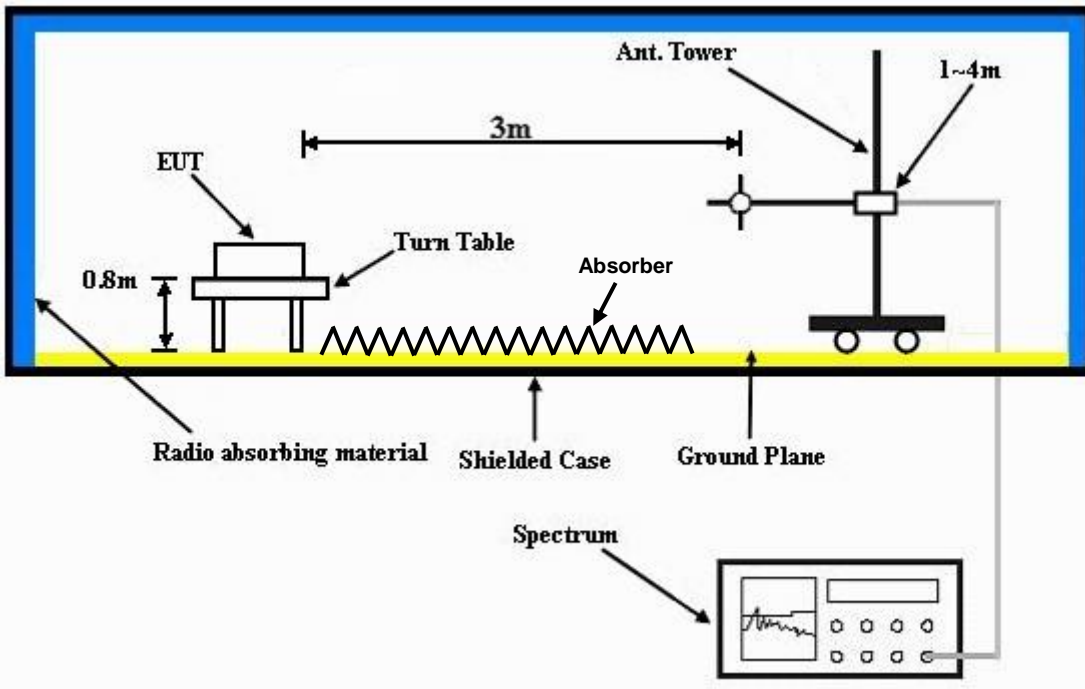 Ant. Tower
1~4m
3m
EUT
Turn Table
0.8m
Absorber
Radio absorbing material
Shielded Case
Ground Plane
Spectrum